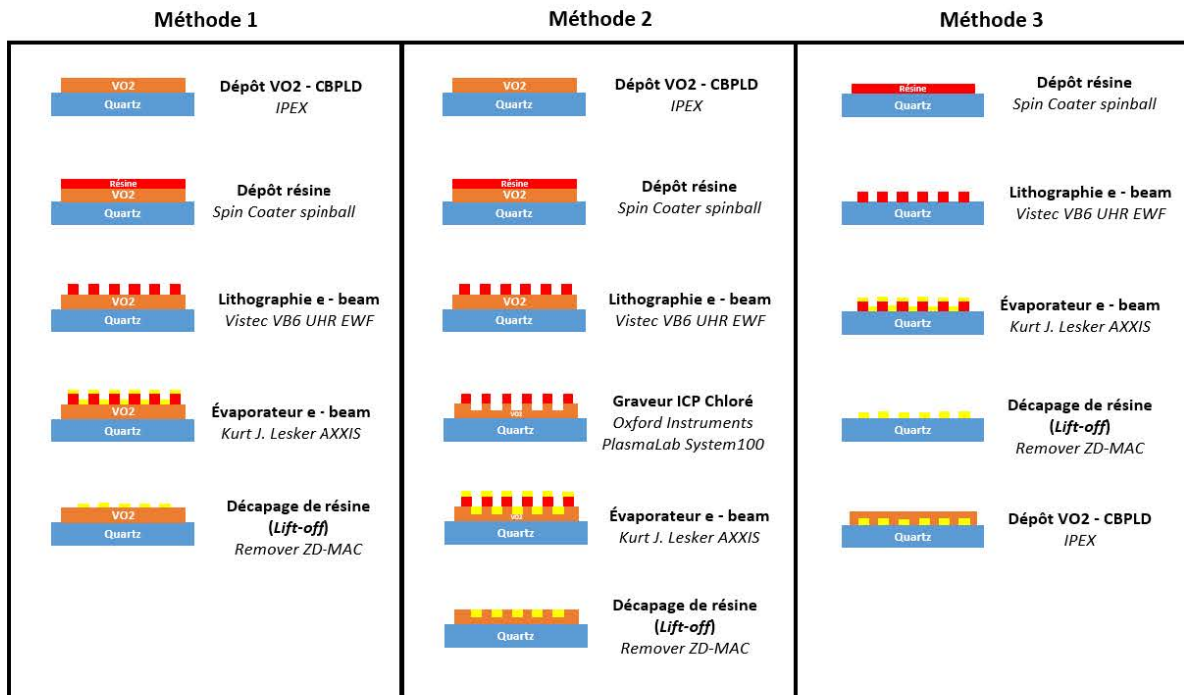 Méthode 1
VO2
Quartz
Dépôt VO2 - CBPLD
IPEX
Résine
VO2
Quartz
Dépôt résine
Spin Coater spinball
VO2
Quartz
Lithographie e - beam
Vistec VB6 UHR EWF
VO2
Quartz
Évaporateur e - beam
Kurt J. Lesker AXXIS
VO2
Quartz
Décapage de résine
(Lift-off)
Remover ZD-MAC
Méthode 2
VO2
Quartz
Dépôt VO2 - CBPLD
IPEX
Résine
VO2
Quartz
Dépôt résine
Spin Coater spinball
VO2
Quartz
Lithographie e - beam
Vistec VB6 UHR EWF
VO2
Quartz
Graveur ICP Chloré
Oxford Instruments
PlasmaLab System100
VO2
Quartz
Évaporateur e - beam
Kurt J. Lesker AXXIS
Quartz
Décapage de résine
(Lift-off)
Remover ZD-MAC
Méthode 3
Résine
Quartz
Dépôt résine
Spin Coater spinball
Quartz
Lithographie e - beam
Vistec VB6 UHR EWF
Quartz
Évaporateur e - beam
Kurt J. Lesker AXXIS
Quartz
Décapage de résine
(Lift-off)
Remover ZD-MAC
Quartz
Dépôt VO2 - CBPLD
IPEX